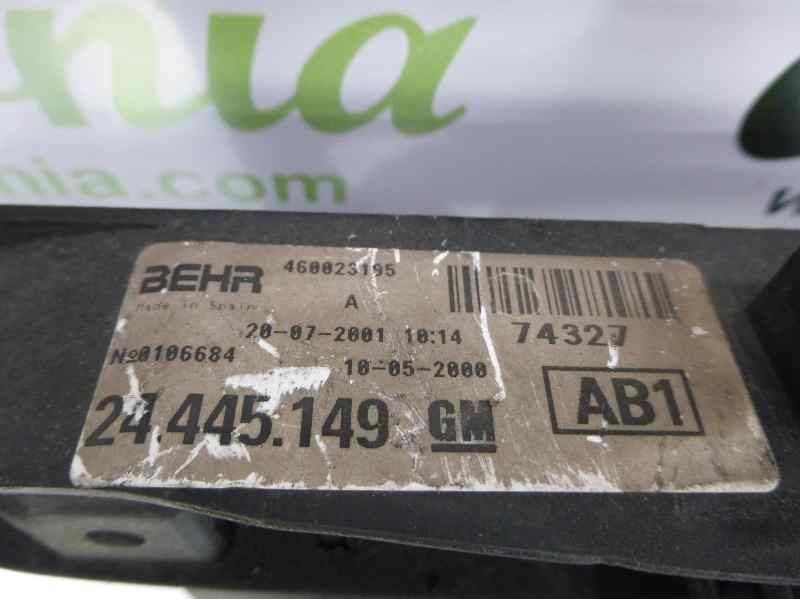 nia.com
BEHR 460023195
made in Spain A
20-07-2001 10:14 74327
№0106684 10-05-2000
24.445.149 GM AB1